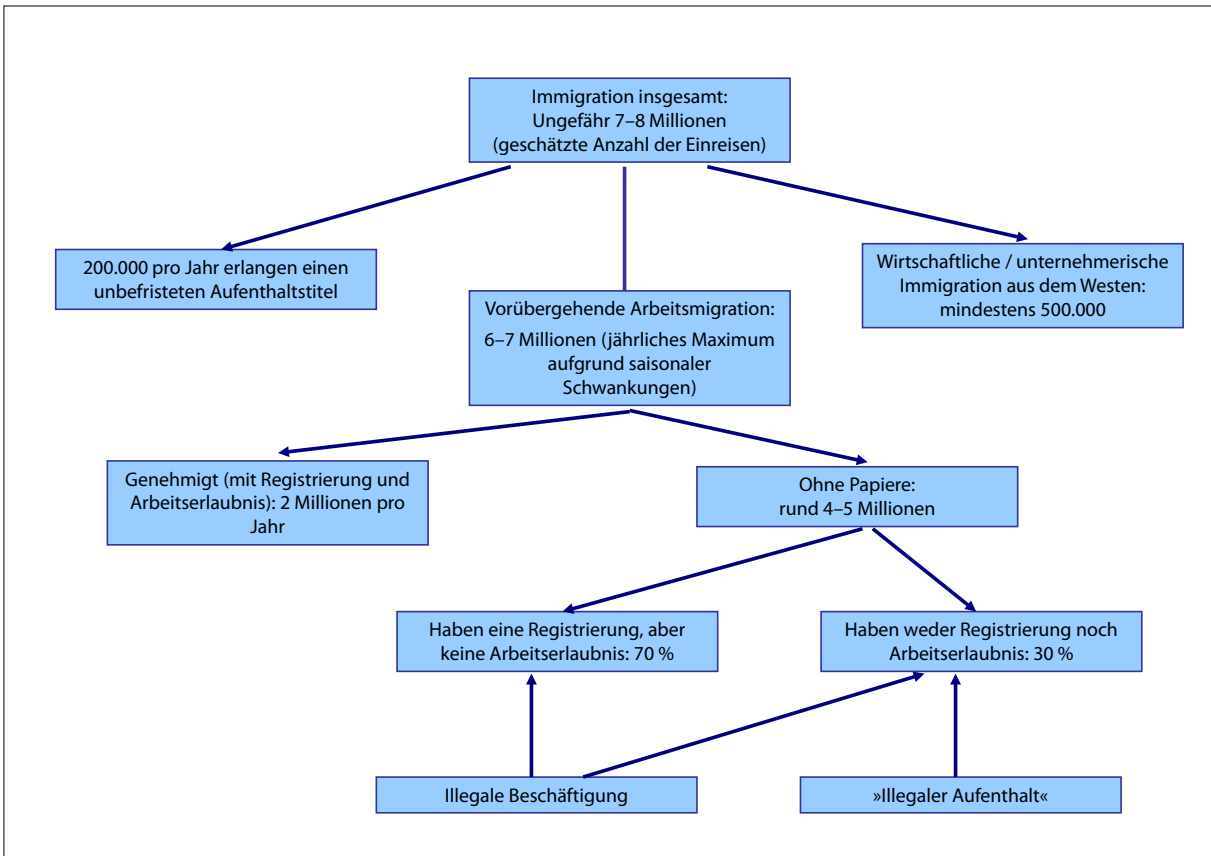 Immigration insgesamt:
Ungefähr 7–8 Millionen
(geschätzte Anzahl der Einreisen)
200.000 pro Jahr erlangen einen
unbefristeten Aufenthaltstitel
Wirtschaftliche / unternehmerische
Immigration aus dem Westen:
mindestens 500.000
Vorübergehende Arbeitsmigration:
6–7 Millionen (jährliches Maximum
aufgrund saisonaler
Schwankungen)
Genehmigt (mit Registrierung und
Arbeitserlaubnis): 2 Millionen pro
Jahr
Ohne Papiere:
rund 4–5 Millionen
Haben eine Registrierung, aber
keine Arbeitserlaubnis: 70 %
Haben weder Registrierung noch
Arbeitserlaubnis: 30 %
Illegale Beschäftigung
»Illegaler Aufenthalt«